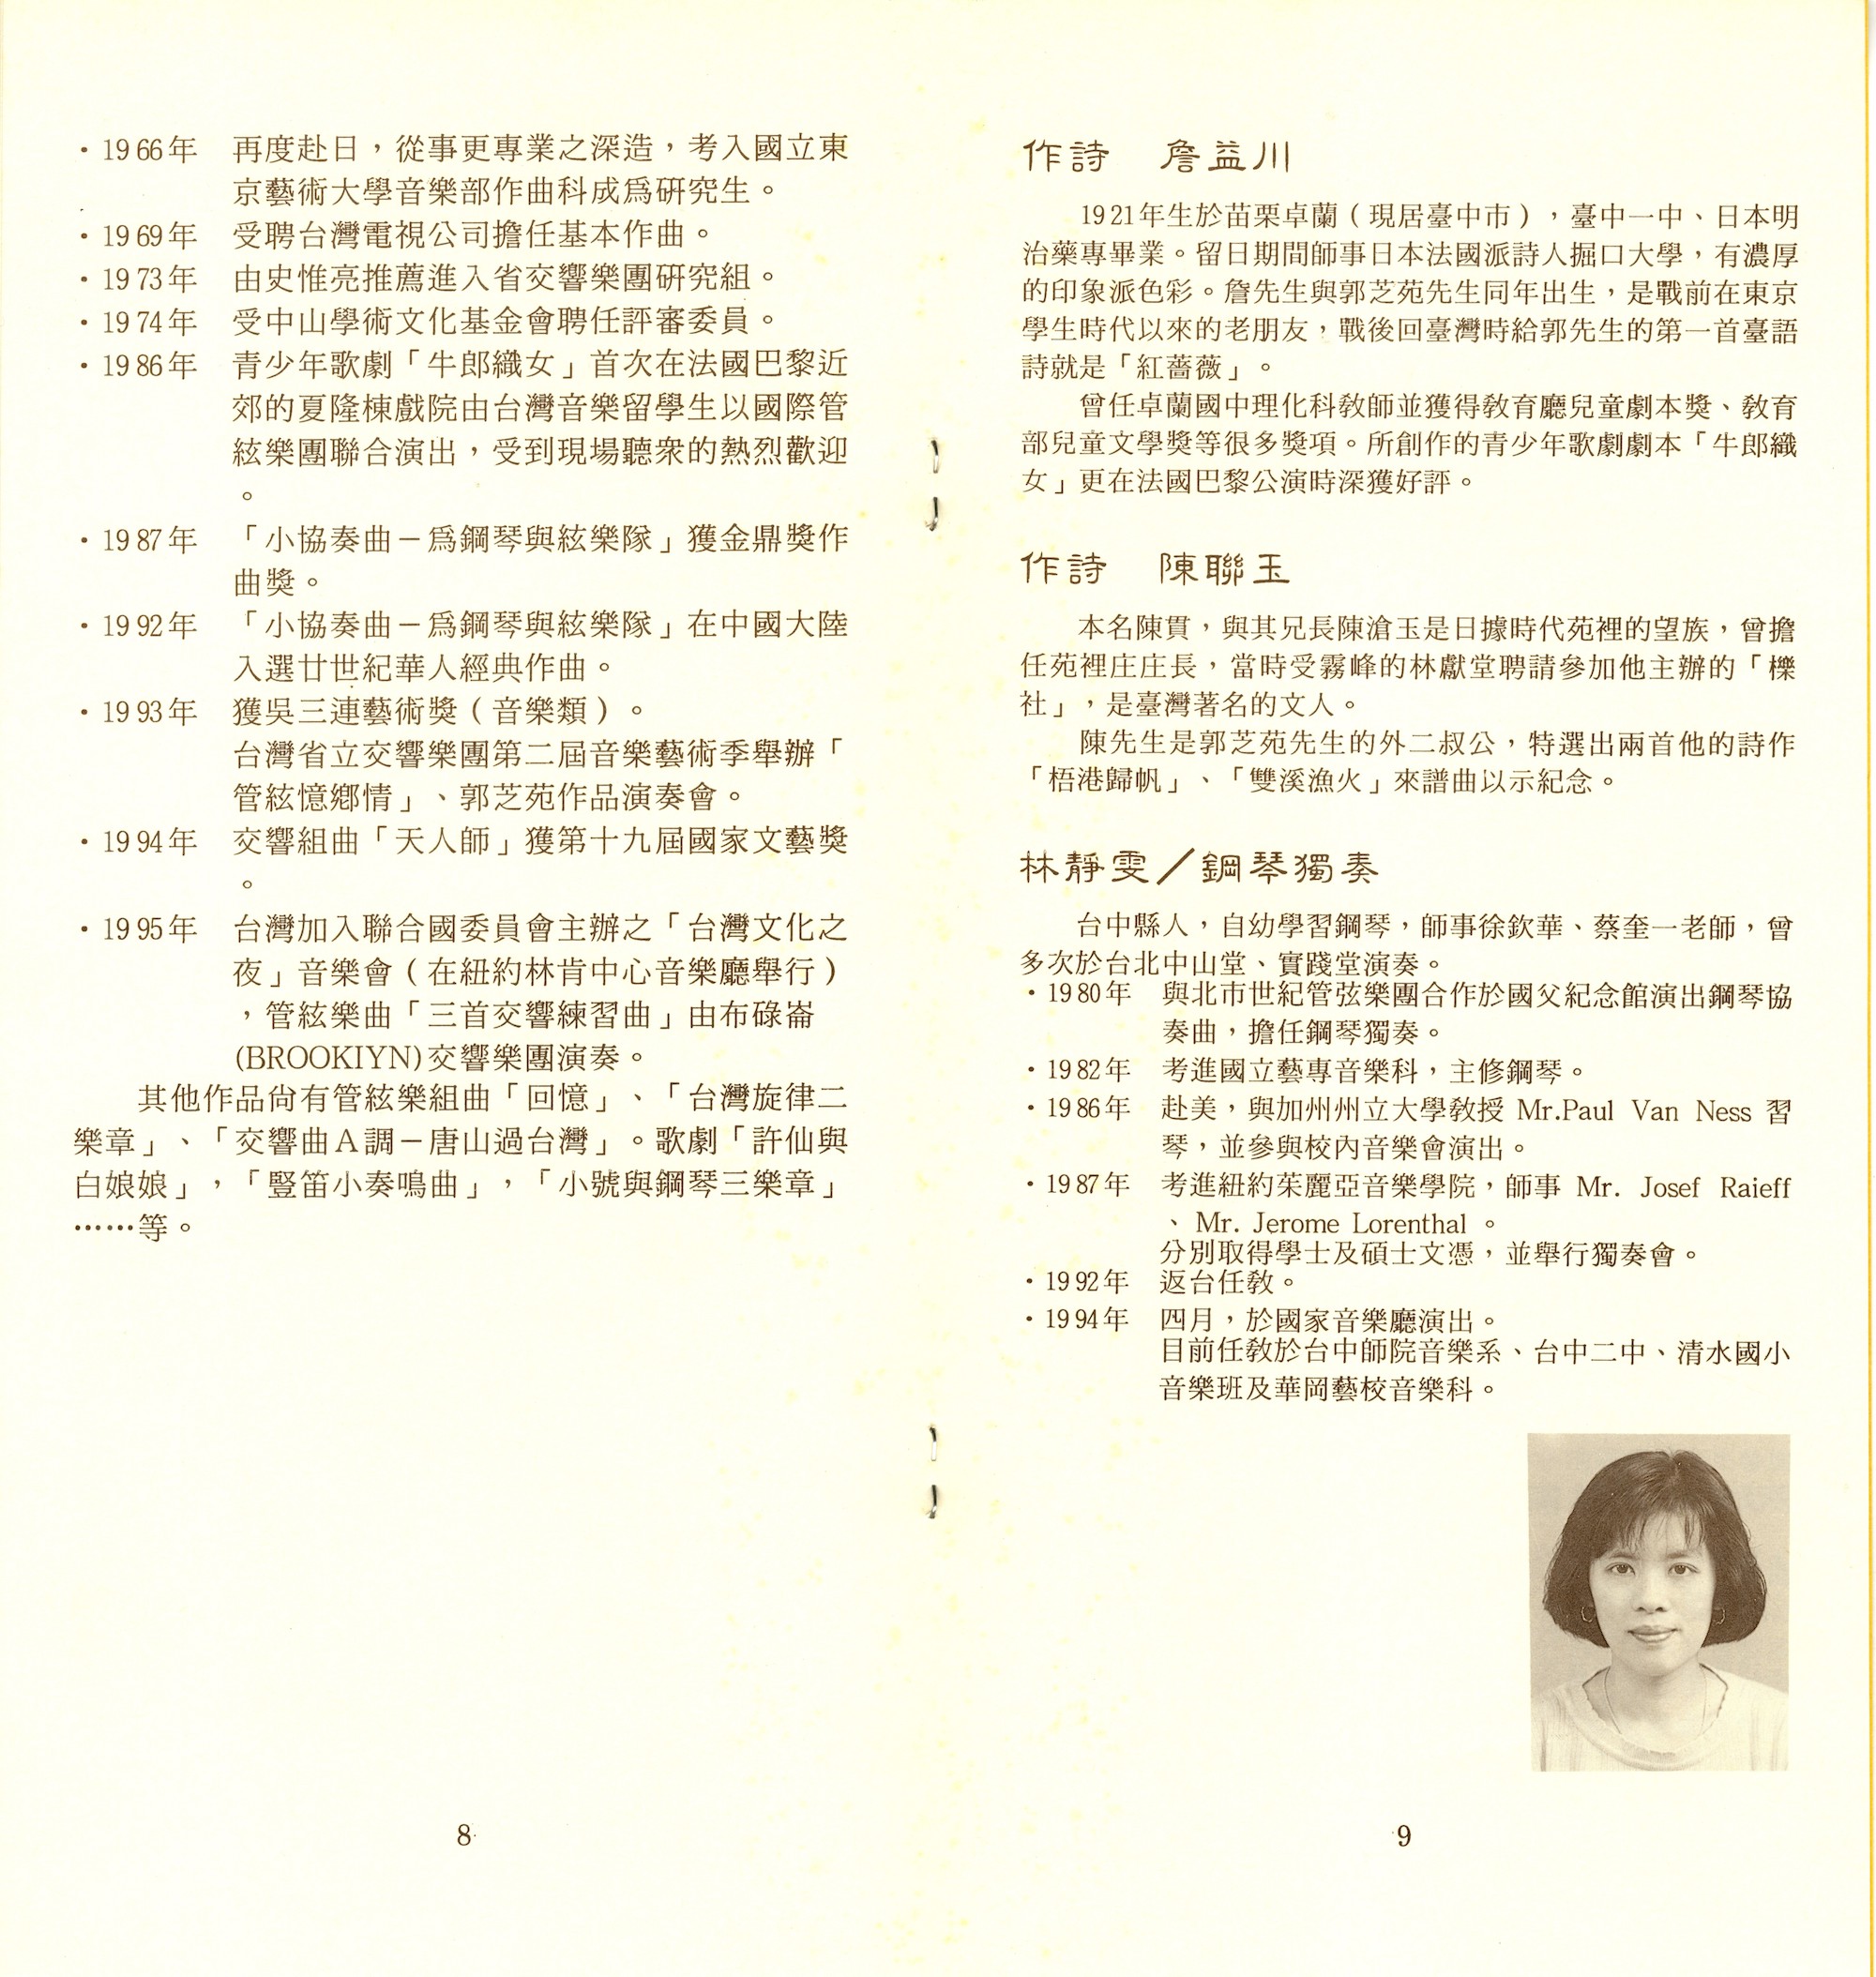 ・1966年　再度赴日，從事更專業之深造，考入國立東
京藝術大學音樂部作曲科成爲研究生。
・1969年　受聘台灣電視公司擔任基本作曲。
・1973年　由史惟亮推薦進入省交響樂團研究組。
・1974年　受中山學術文化基金會聘任評審委員。
・1986年　青少年歌劇「牛郎織女」首次在法國巴黎近
郊的夏隆棟戲院由台灣音樂留學生以國際管
絃樂團聯合演出，受到現場聽衆的熱烈歡迎
。
・1987年　「小協奏曲－爲鋼琴與絃樂隊」獲金鼎獎作
曲獎。
・1992年　「小協奏曲－爲鋼琴與絃樂隊」在中國大陸
入選廿世紀華人經典作曲。
・1993年　獲吳三連藝術獎（音樂類）。
台灣省立交響樂團第二屆音樂藝術季舉辦「
管絃憶鄉情」、郭芝苑作品演奏會。
・1994年　交響組曲「天人師」獲第十九屆國家文藝獎
。
・1995年　台灣加入聯合國委員會主辦之「台灣文化之
夜」音樂會（在紐約林肯中心音樂廳舉行）
，管絃樂曲「三首交響練習曲」由布碌崙
(BROOKIYN)交響樂團演奏。
其他作品尙有管絃樂組曲「回憶」、「台灣旋律二
樂章」、「交響曲A調－唐山過台灣」。歌劇「許仙與
白娘娘」，「豎笛小奏鳴曲」，「小號與鋼琴三樂章」
……等。
8
作詩　詹益川
1921年生於苗栗卓蘭（現居臺中市），臺中一中、日本明
治藥專畢業。留日期間師事日本法國派詩人掘口大學，有濃厚
的印象派色彩。詹先生與郭芝苑先生同年出生，是戰前在東京
學生時代以來的老朋友，戰後回臺灣時給郭先生的第一首臺語
詩就是「紅薔薇」。
曾任卓蘭國中理化科敎師並獲得敎育廳兒童劇本獎、敎育
部兒童文學獎等很多獎項。所創作的青少年歌劇劇本「牛郎織
女」更在法國巴黎公演時深獲好評。
作詩　陳聯玉
本名陳貫，與其兄長陳滄玉是日據時代苑裡的望族，曾擔
任苑裡庄庄長，當時受霧峰的林獻堂聘請參加他主辦的「櫟
社」，是臺灣著名的文人。
陳先生是郭芝苑先生的外二叔公，特選出兩首他的詩作
「梧港歸帆」、「雙溪漁火」來譜曲以示紀念。
林靜雯／鋼琴獨奏
台中縣人，自幼學習鋼琴，師事徐欽華、蔡奎一老師，曾
多次於台北中山堂、實踐堂演奏。
・1980年　與北市世紀管弦樂團合作於國父紀念館演出鋼琴協
奏曲，擔任鋼琴獨奏。
・1982年　考進國立藝專音樂科，主修鋼琴。
・1986年　赴美，與加州州立大學敎授 Mr.Paul Van Ness 習
琴，並參與校內音樂會演出。
・1987年　考進紐約茱麗亞音樂學院，師事 Mr. Josef Raieff
、 Mr. Jerome Lorenthal 。
分別取得學士及碩士文憑，並舉行獨奏會。
・1992年　返台任敎。
・1994年　四月，於國家音樂廳演出。
目前任敎於台中師院音樂系、台中二中、清水國小
音樂班及華岡藝校音樂科。
9